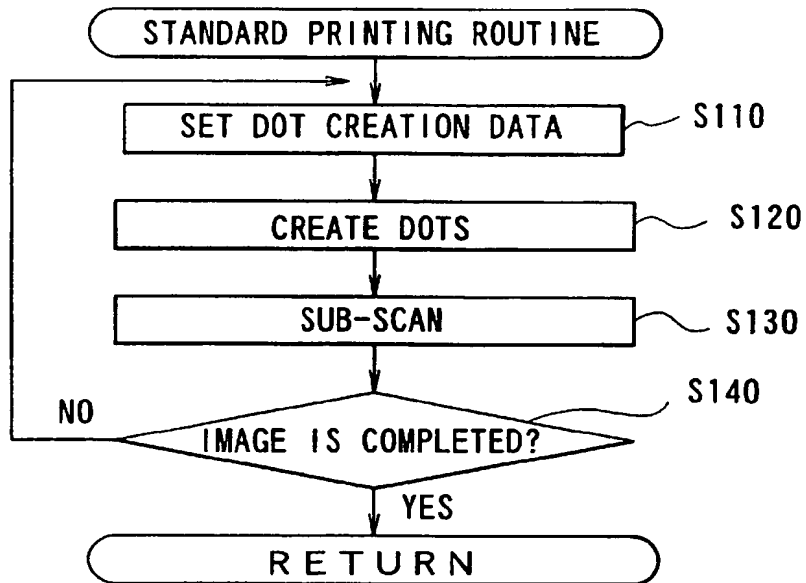 STANDARD PRINTING ROUTINE
SET DOT CREATION DATA
S110
CREATE DOTS
S120
SUB-SCAN
S130
S140
NO
IMAGE IS COMPLETED?
YES
RETURN